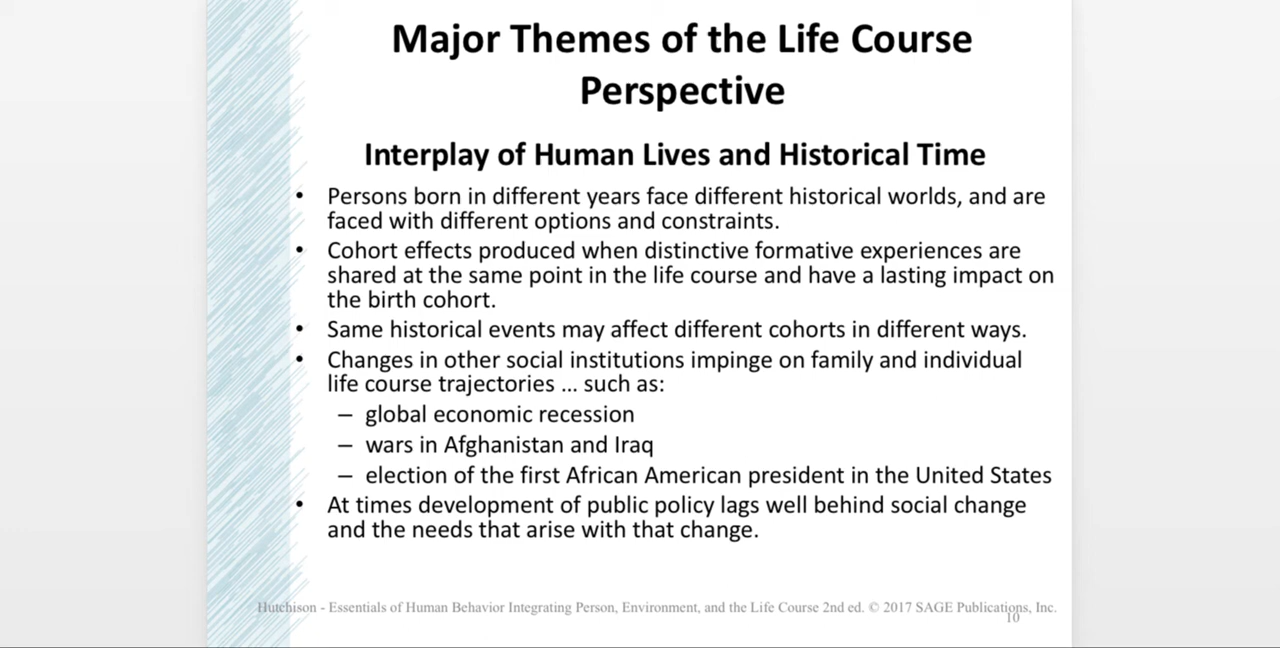 Major Themes of the Life Course
Perspective
Interplay of Human Lives and Historical Time
• Persons born in different years face different historical worlds, and are
faced with different options and constraints.
• Cohort effects produced when distinctive formative experiences are
shared at the same point in the life course and have a lasting impact on
the birth cohort.
• Same historical events may affect different cohorts in different ways.
• Changes in other social institutions impinge on family and individual
life course trajectories … such as:
– global economic recession
– wars in Afghanistan and Iraq
– election of the first African American president in the United States
• At times development of public policy lags well behind social change
and the needs that arise with that change.
Hutchison - Essentials of Human Behavior Integrating Person, Environment, and the Life Course 2nd ed. © 2017 SAGE Publications, Inc.
10